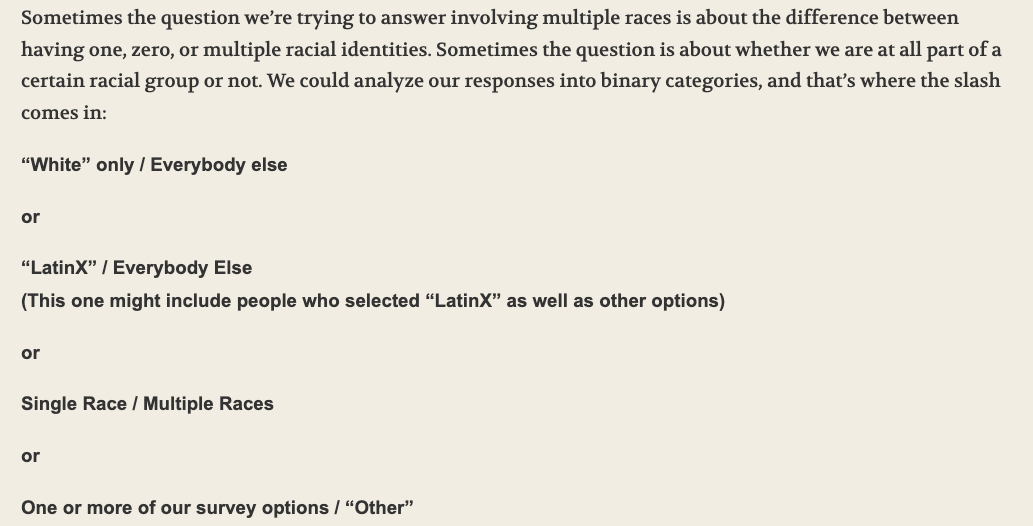 Sometimes the question we’re trying to answer involving multiple races is about the difference between
having one, zero, or multiple racial identities. Sometimes the question is about whether we are at all part of a
certain racial group or not. We could analyze our responses into binary categories, and that’s where the slash
comes in:
“White” only / Everybody else
or
“LatinX” / Everybody Else
(This one might include people who selected “LatinX” as well as other options)
or
Single Race / Multiple Races
or
One or more of our survey options / “Other”